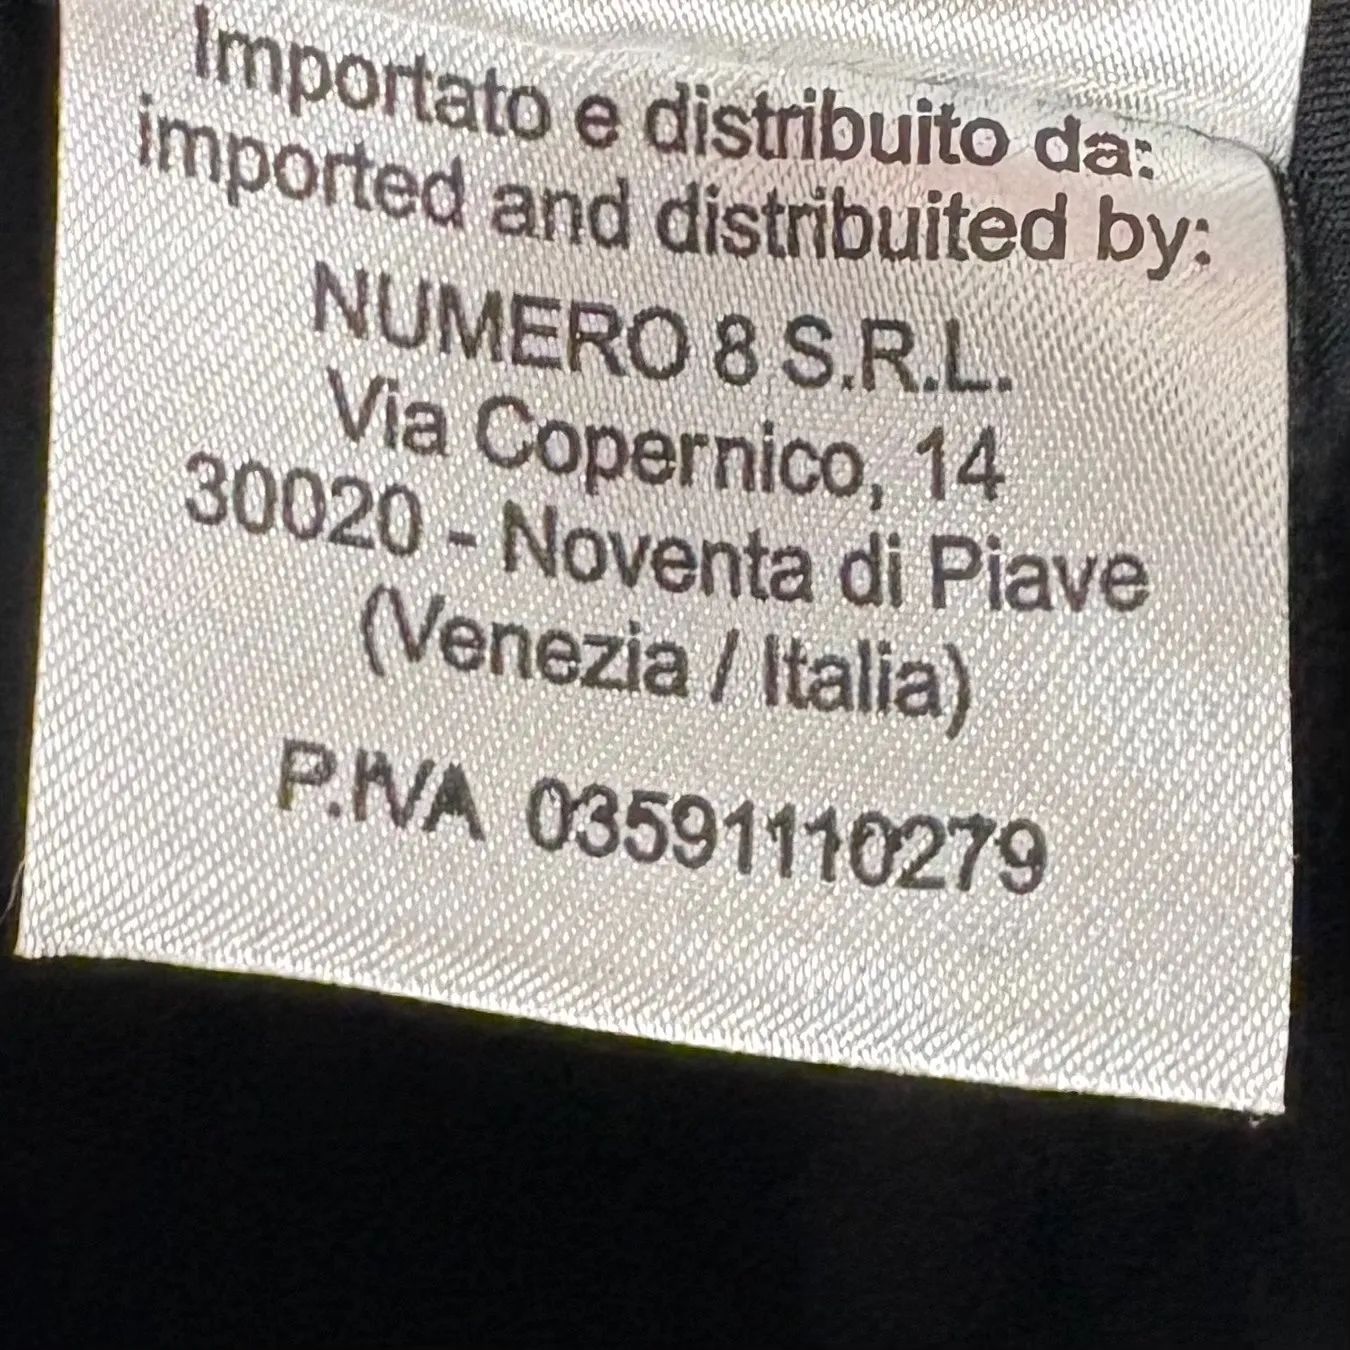 Importato e distribuito da:
imported and distribuited by:
NUMERO 8 S.R.L.
Via Copernico, 14
30020 - Noventa di Piave
(Venezia / Italia)
P.IVA 03591110279